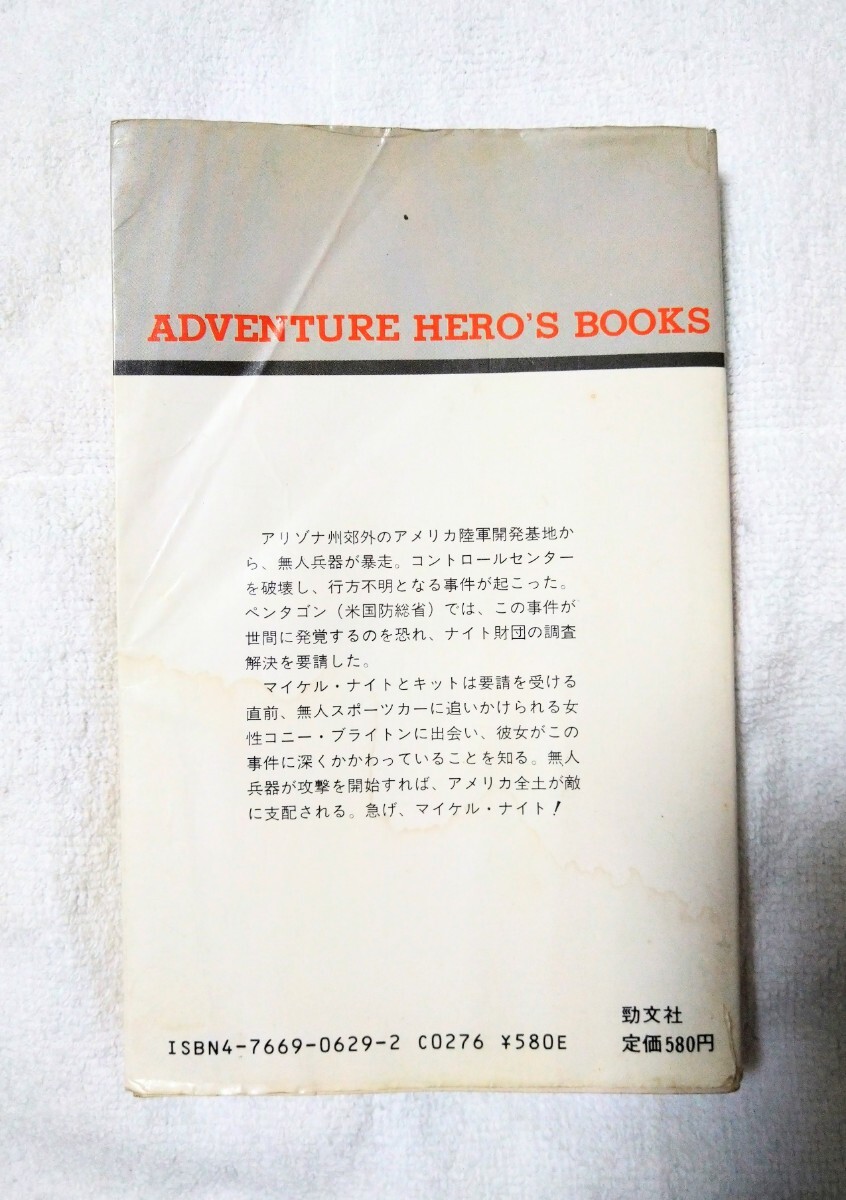 ADVENTURE HERO'S BOOKS
アリゾナ州郊外のアメリカ陸軍開発基地か
ら、無人兵器が暴走。コントロールセンター
を破壊し、行方不明となる事件が起こった。
ペンタゴン（米国防総省）では、この事件が
世間に発覚するのを恐れ、ナイト財団の調査
解決を要請した。
マイケル・ナイトとキットは要請を受ける
直前、無人スポーツカーに追いかけられる女
性コニー・ブライトンに出会い、彼女がこの
事件に深くかかわっていることを知る。無人
兵器が攻撃を開始すれば、アメリカ全土が敵
に支配される。急げ、マイケル・ナイト!
勁文社
ISBN4-7669-0629-2 C0276 ¥580E
定価580円